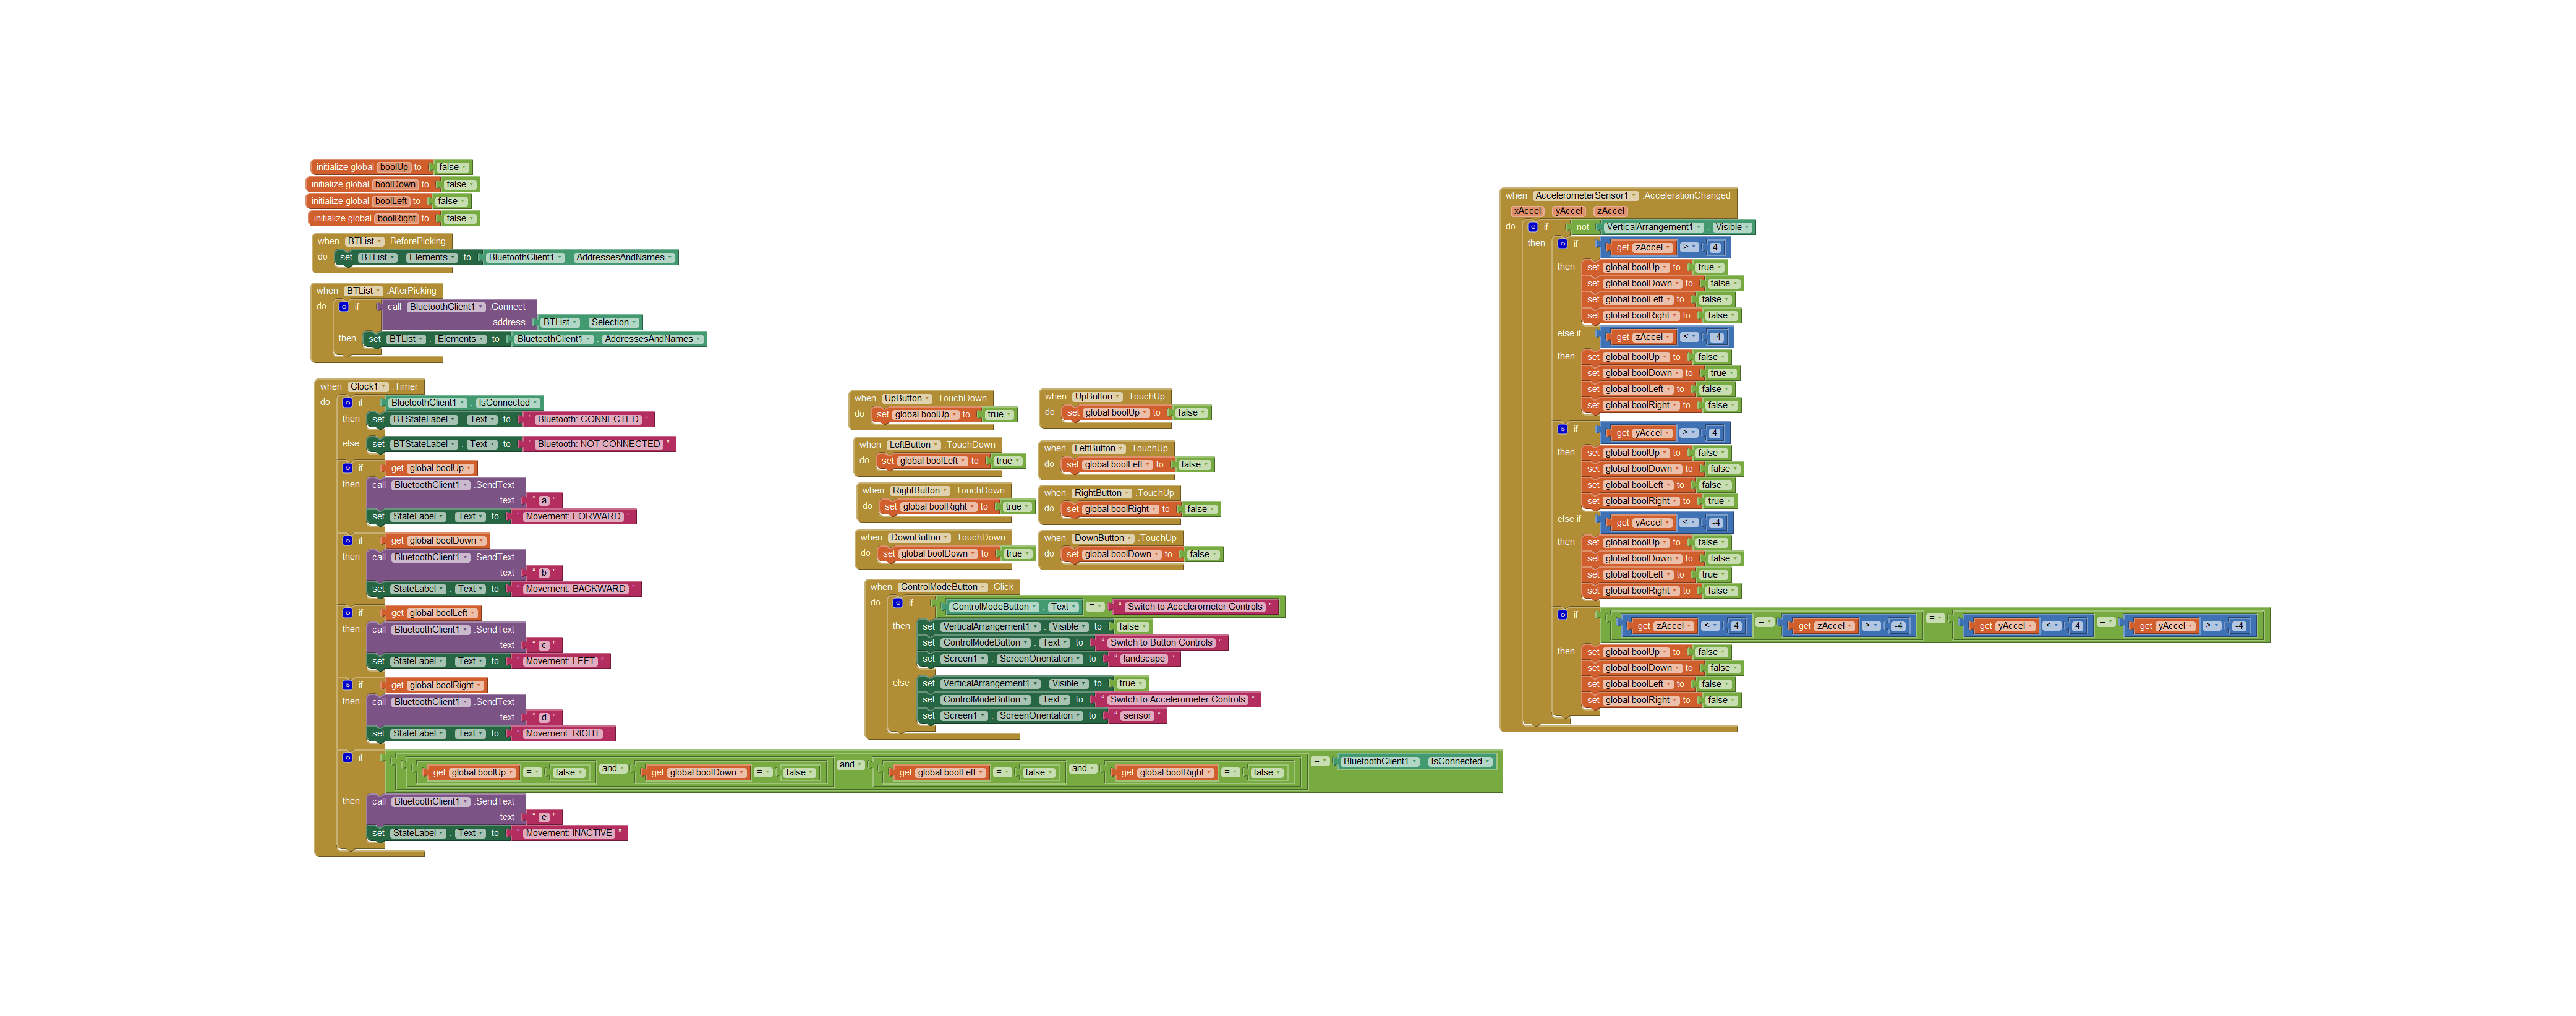 initialize global boolUp to false
initialize global boolDown to false
initialize global boolLeft to false
initialize global boolRight to false
when BTList .BeforePicking
do set BTList . Elements to BluetoothClient1 . AddressesAndNames
when BTList .AfterPicking
do if call BluetoothClient1 .Connect
address BTList . Selection
then set BTList . Elements to BluetoothClient1 . AddressesAndNames
when Clock1 .Timer
do if BluetoothClient1 . IsConnected
then set BTStateLabel . Text to " Bluetooth: CONNECTED "
else set BTStateLabel . Text to " Bluetooth: NOT CONNECTED "
if get global boolUp
then call BluetoothClient1 .SendText
text " a "
set StateLabel . Text to " Movement: FORWARD "
if get global boolDown
then call BluetoothClient1 .SendText
text " b "
set StateLabel . Text to " Movement: BACKWARD "
if get global boolLeft
then call BluetoothClient1 .SendText
text " c "
set StateLabel . Text to " Movement: LEFT "
if get global boolRight
then call BluetoothClient1 .SendText
text " d "
set StateLabel . Text to " Movement: RIGHT "
if get global boolUp = false and get global boolDown = false and get global boolLeft = false and get global boolRight = false = BluetoothClient1 . IsConnected
then call BluetoothClient1 .SendText
text " e "
set StateLabel . Text to " Movement: INACTIVE "
when UpButton .TouchDown
do set global boolUp to true
when UpButton .TouchUp
do set global boolUp to false
when LeftButton .TouchDown
do set global boolLeft to true
when LeftButton .TouchUp
do set global boolLeft to false
when RightButton .TouchDown
do set global boolRight to true
when RightButton .TouchUp
do set global boolRight to false
when DownButton .TouchDown
do set global boolDown to true
when DownButton .TouchUp
do set global boolDown to false
when ControlModeButton .Click
do if ControlModeButton . Text = " Switch to Accelerometer Controls "
then set VerticalArrangement1 . Visible to false
set ControlModeButton . Text to " Switch to Button Controls "
set Screen1 . ScreenOrientation to " landscape "
else set VerticalArrangement1 . Visible to true
set ControlModeButton . Text to " Switch to Accelerometer Controls "
set Screen1 . ScreenOrientation to " sensor "
when AccelerometerSensor1 .AccelerationChanged
xAccel yAccel zAccel
do if not VerticalArrangement1 . Visible
then if get zAccel > 4
then set global boolUp to true
set global boolDown to false
set global boolLeft to false
set global boolRight to false
else if get zAccel < -4
then set global boolUp to false
set global boolDown to true
set global boolLeft to false
set global boolRight to false
if get yAccel > 4
then set global boolUp to false
set global boolDown to false
set global boolLeft to false
set global boolRight to true
else if get yAccel < -4
then set global boolUp to false
set global boolDown to false
set global boolLeft to true
set global boolRight to false
if get zAccel < 4 = get zAccel > -4 = get yAccel < 4 = get yAccel > -4
then set global boolUp to false
set global boolDown to false
set global boolLeft to false
set global boolRight to false